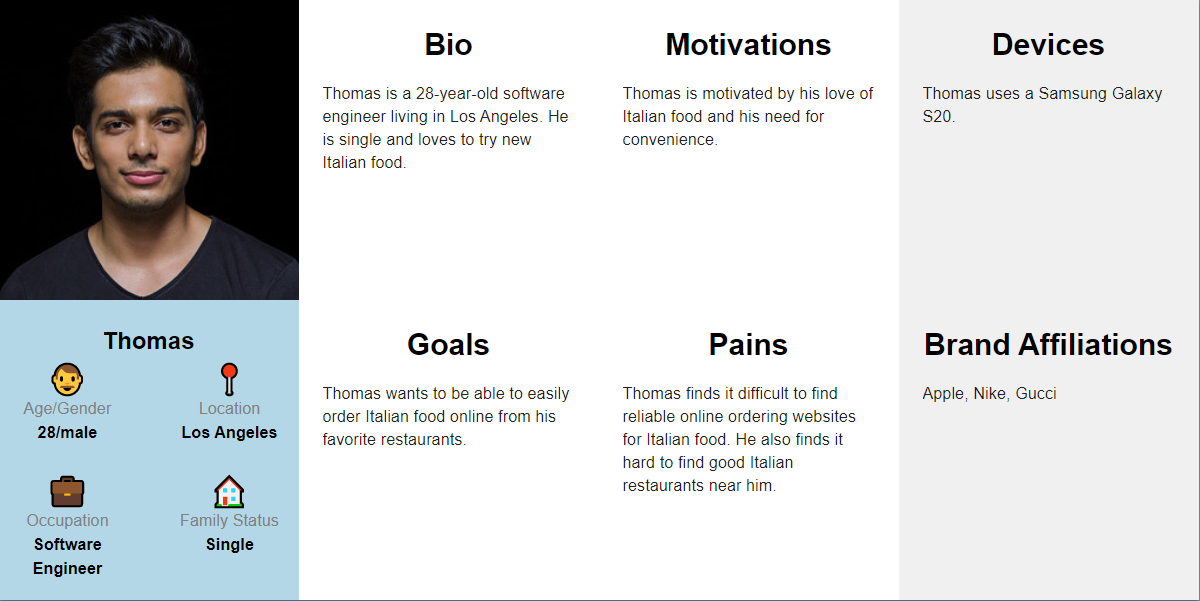 Bio
Thomas is a 28-year-old software
engineer living in Los Angeles. He
is single and loves to try new
Italian food.
Motivations
Thomas is motivated by his love of
Italian food and his need for
convenience.
Devices
Thomas uses a Samsung Galaxy
S20.
Thomas
Age/Gender
28/male
Location
Los Angeles
Occupation
Software
Engineer
Family Status
Single
Goals
Thomas wants to be able to easily
order Italian food online from his
favorite restaurants.
Pains
Thomas finds it difficult to find
reliable online ordering websites
for Italian food. He also finds it
hard to find good Italian
restaurants near him.
Brand Affiliations
Apple, Nike, Gucci